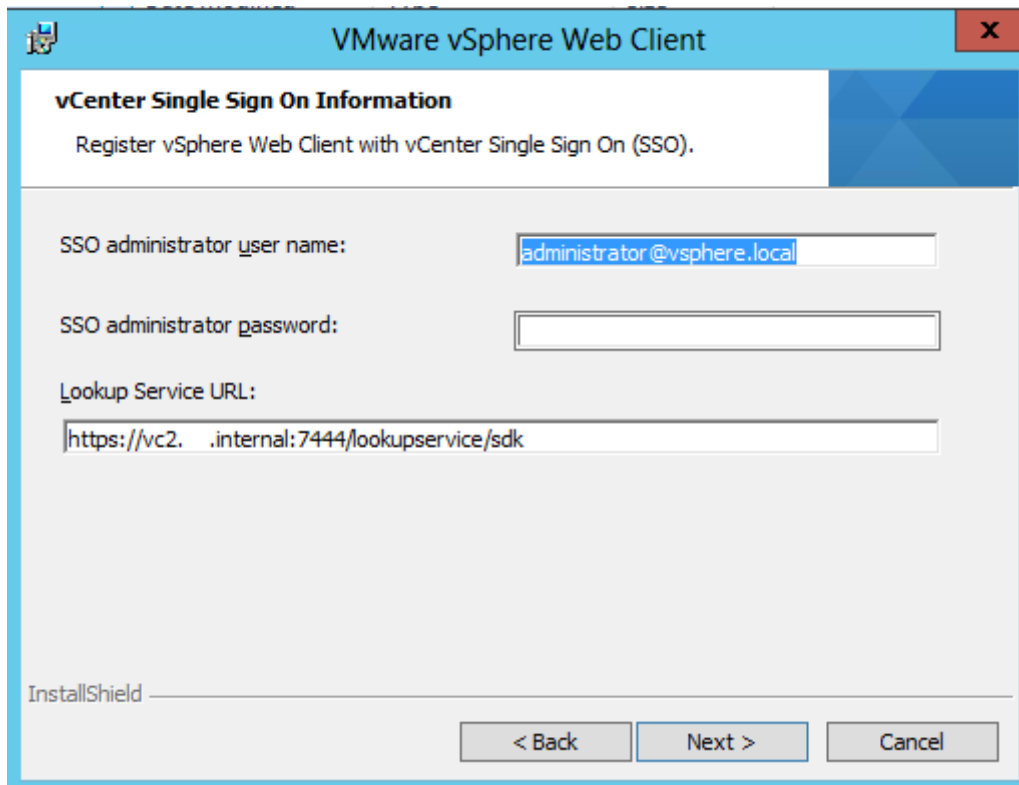 VMware vSphere Web Client
x
vCenter Single Sign On Information
Register vSphere Web Client with vCenter Single Sign On (SSO).
SSO administrator user name:
administrator@vsphere.local
SSO administrator password:
Lookup Service URL:
https://vc2. .internal:7444/lookupservice/sdk
InstallShield
< Back
Next >
Cancel